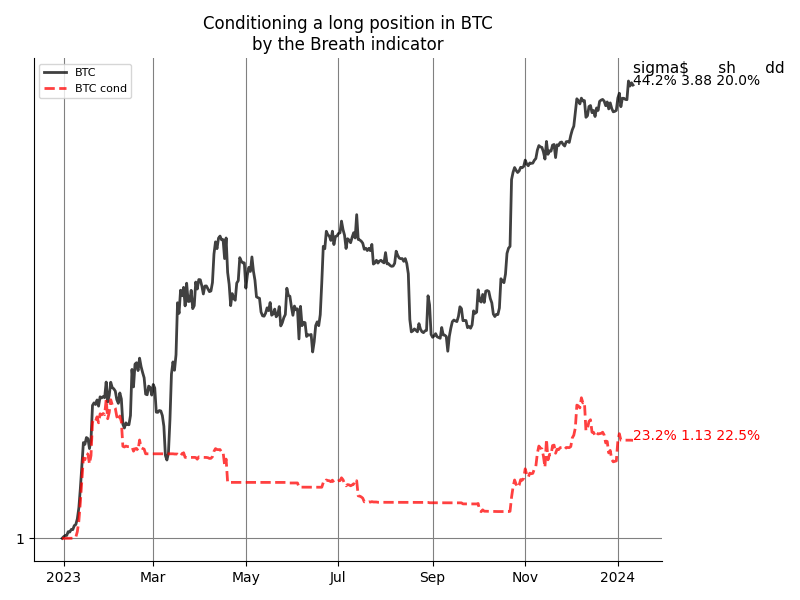 Conditioning a long position in BTC
by the Breath indicator
BTC
BTC cond
sigma$ sh dd
44.2% 3.88 20.0%
23.2% 1.13 22.5%
1
2023 Mar May Jul Sep Nov 2024